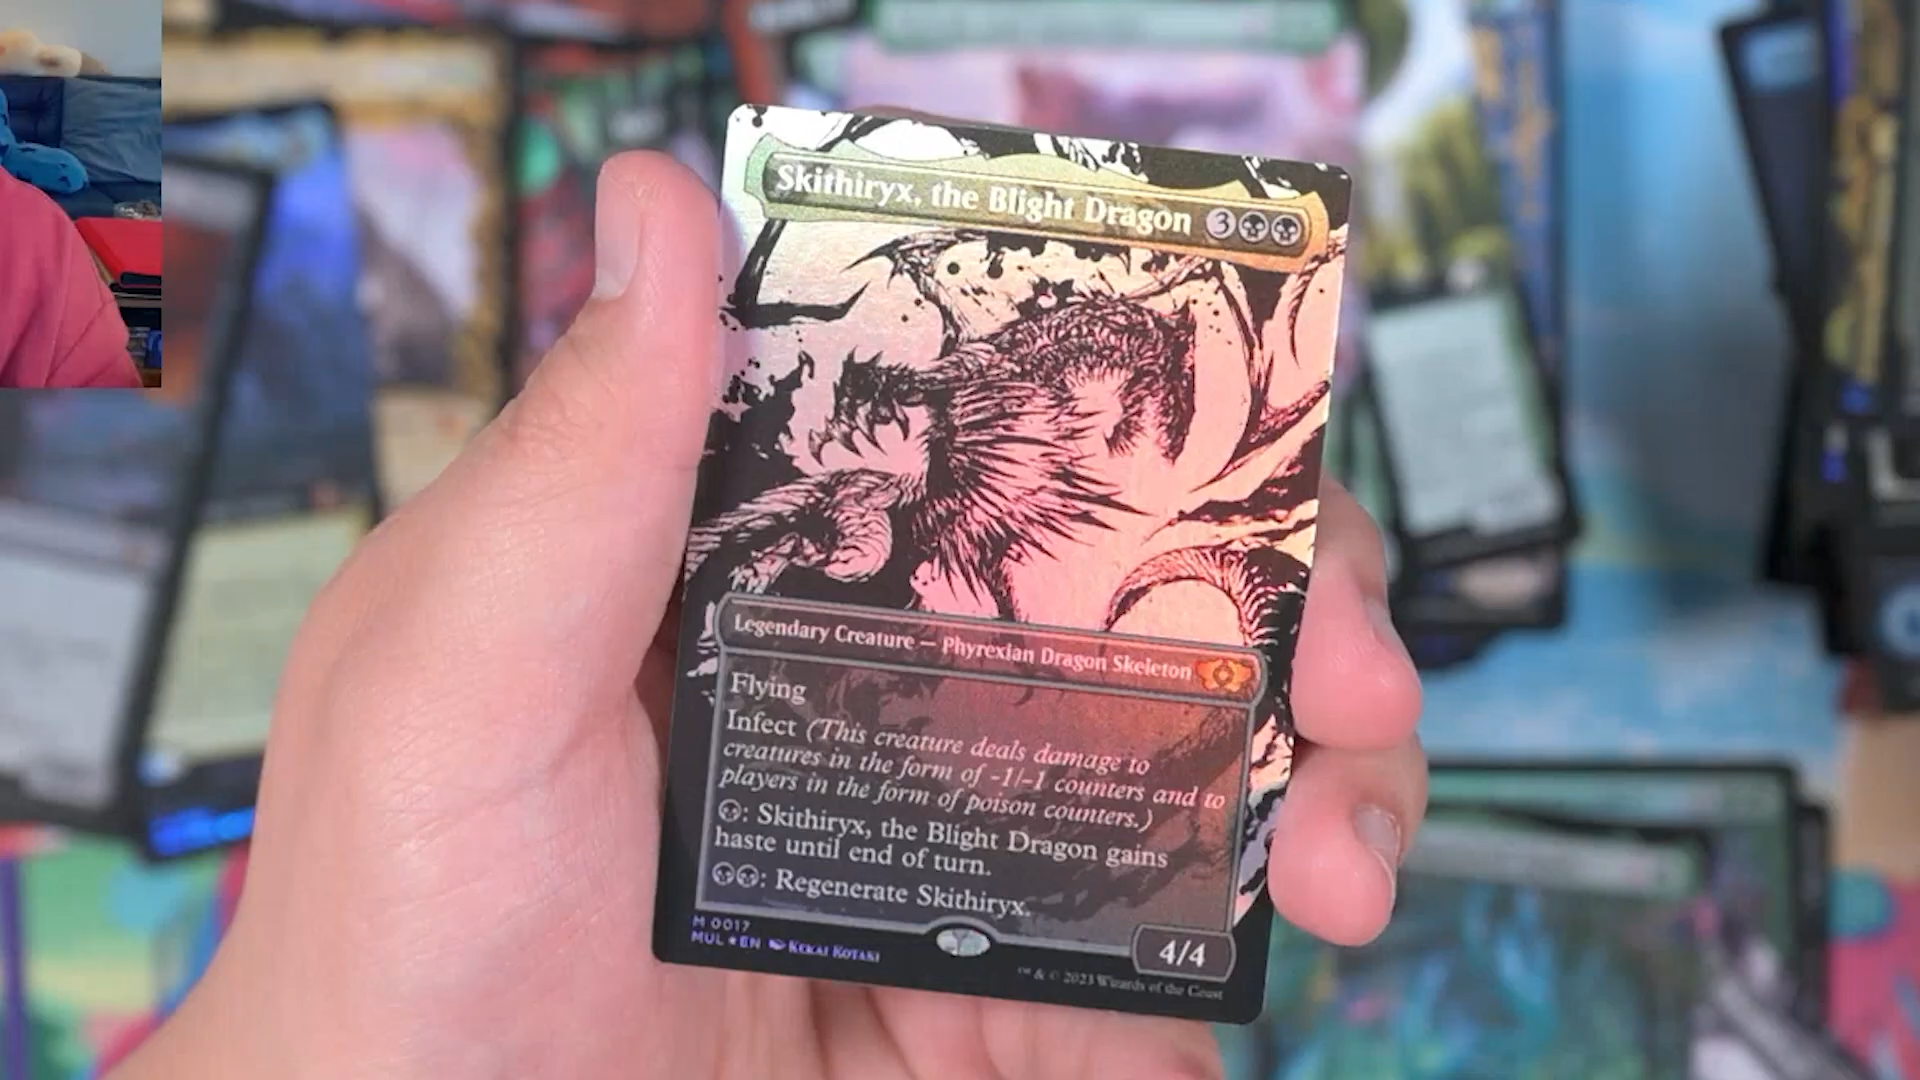 Skithiryx, the Blight Dragon 3
Legendary Creature — Phyrexian Dragon Skeleton
Flying
Infect (This creature deals damage to
creatures in the form of -1/-1 counters and to
players in the form of poison counters.)
: Skithiryx, the Blight Dragon gains
haste until end of turn.
: Regenerate Skithiryx.
M 0017
MUL★EN KEKAI KOTAKI
4/4
™ & © 2023 Wizards of the Coast